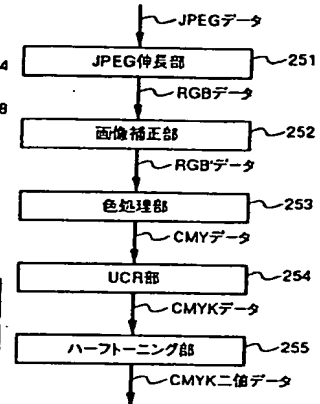 JPEGデータ
4
JPEG伸長部 251
RGBデータ
8
画像補正部 252
RGB'データ
色処理部 253
CMYデータ
UCR部 254
CMYKデータ
ハーフトーニング部 255
CMYK二値データ